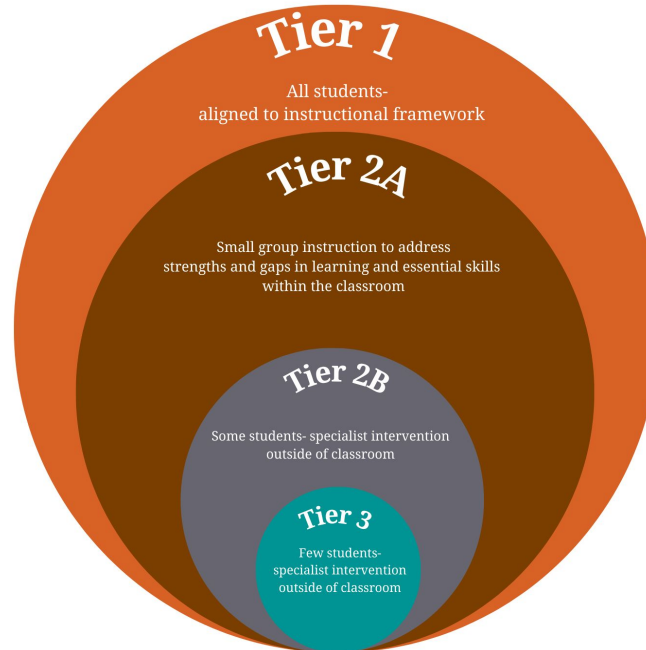 Tier 1
All students-
aligned to instructional framework
Tier 2A
Small group instruction to address
strengths and gaps in learning and essential skills
within the classroom
Tier 2B
Some students- specialist intervention
outside of classroom
Tier 3
Few students-
specialist intervention
outside of classroom